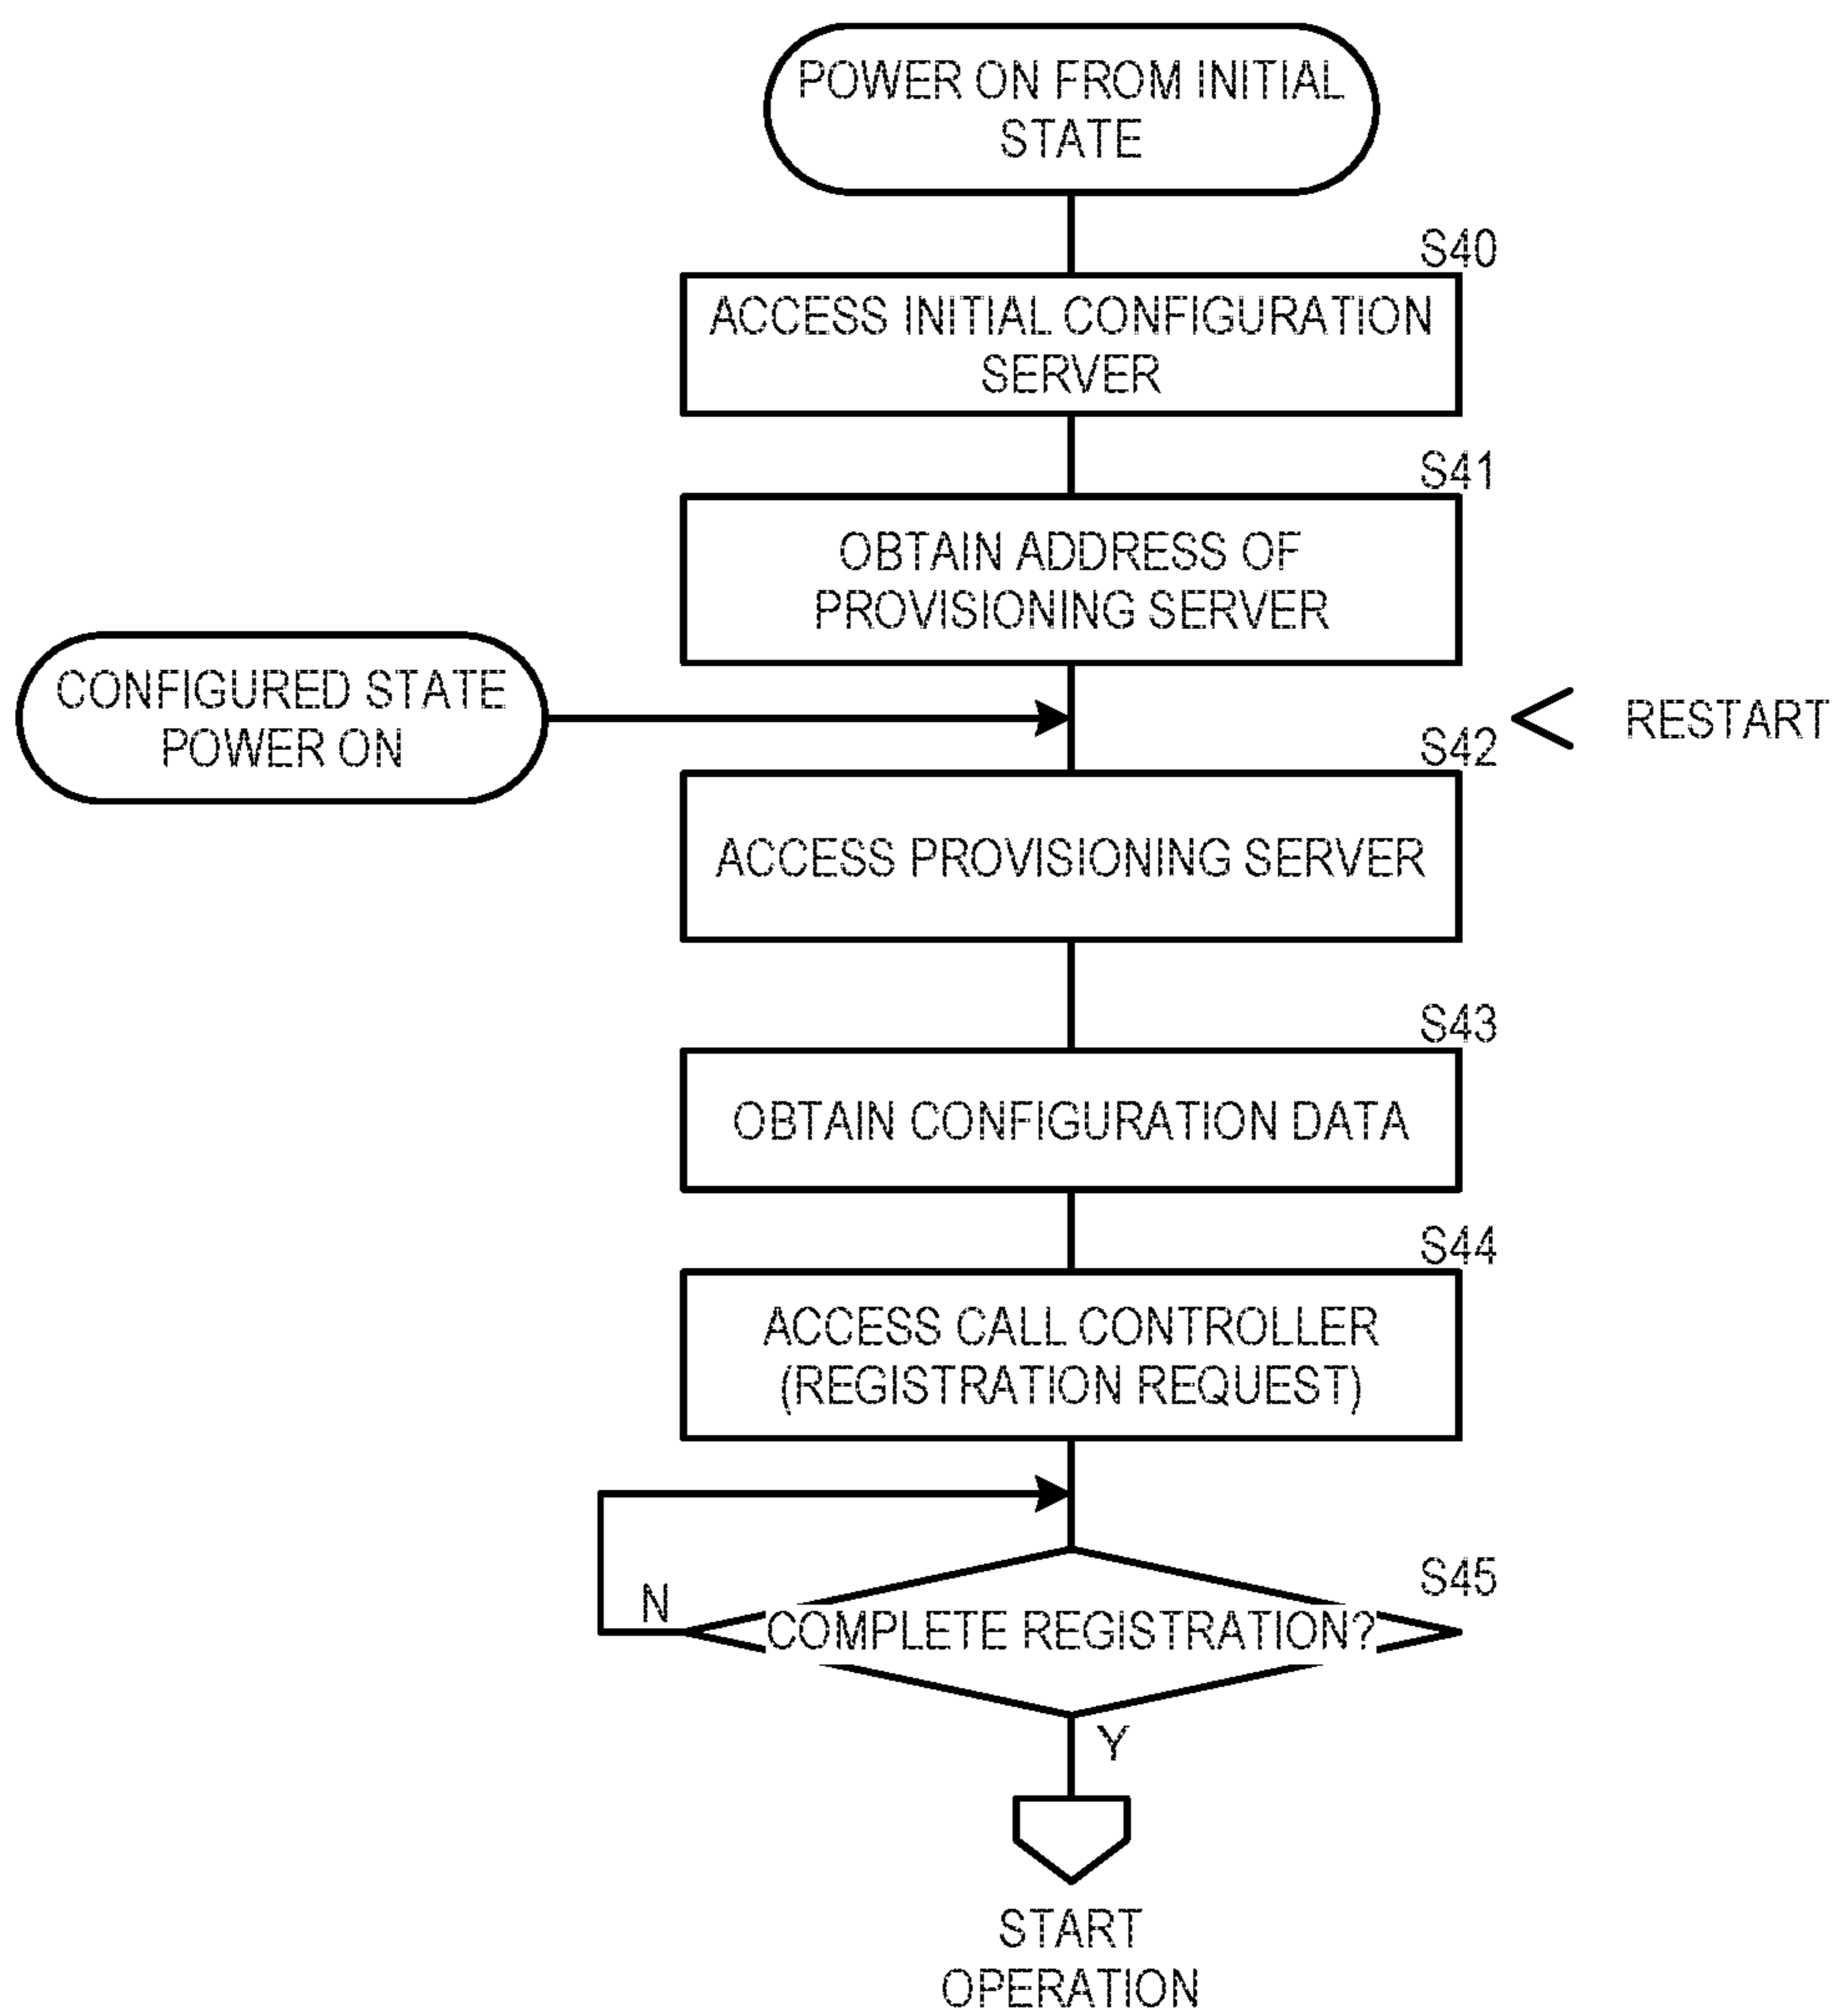 POWER ON FROM INITIAL
STATE
S40
ACCESS INITIAL CONFIGURATION
SERVER
S41
OBTAIN ADDRESS OF
PROVISIONING SERVER
CONFIGURED STATE
POWER ON
RESTART
S42
ACCESS PROVISIONING SERVER
S43
OBTAIN CONFIGURATION DATA
S44
ACCESS CALL CONTROLLER
(REGISTRATION REQUEST)
S45
N
COMPLETE REGISTRATION?
Y
START
OPERATION